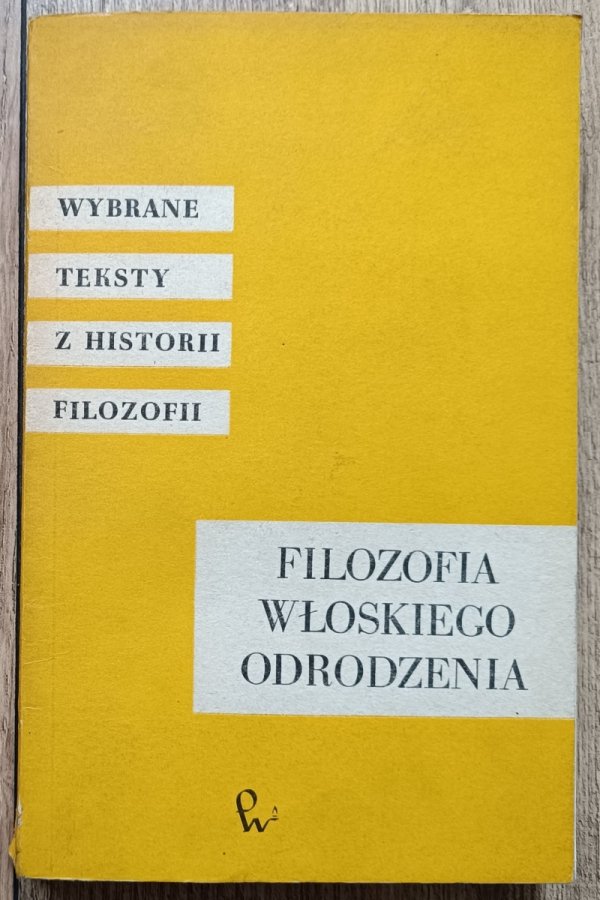 WYBRANE
TEKSTY
Z HISTORII
FILOZOFII
FILOZOFIA
WŁOSKIEGO
ODRODZENIA